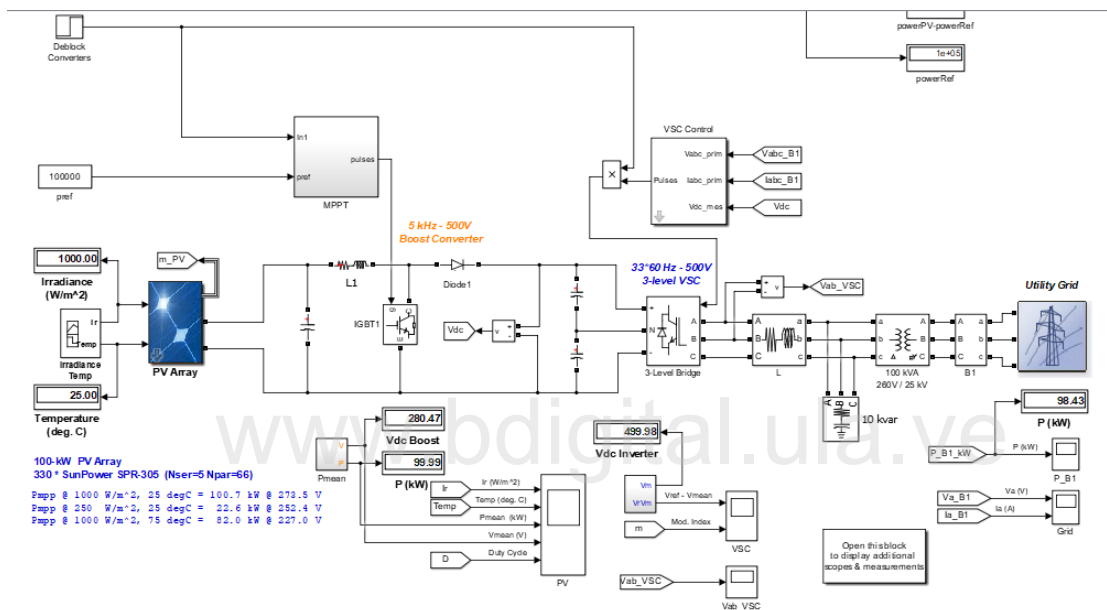 powerPV-powerRef
Deblock
Converters
1e+05
powerRef
VSC Control
In1
pulses
pref
MPPT
100000
pref
Vabc_prim
Vabc_B1
Pulses
Iabc_prim
Iabc_B1
Vdc_mes
Vdc
×
5 kHz - 500V
Boost Converter
33*60 Hz - 500V
3-level VSC
Utility Grid
1000.00
Irradiance
(W/m^2)
m_PV
L1
Diode1
IGBT1
g
C
E
Vdc
+
-
v
+
-
v
Vab_VSC
Ir
Temp
Irradiance
Temp
PV Array
+
N
-
A
B
C
3-Level Bridge
A
B
C
a
b
c
L
a
b
c
A
B
C
100 kVA
260V / 25 kV
a
b
c
A
B
C
B1
A
B
C
10 kvar
25.00
Temperature
(deg. C)
98.43
P (kW)
www.bdigital.ula.ve
280.47
Vdc Boost
99.99
P (kW)
V
P
Pmean
499.98
Vdc Inverter
100-kW PV Array
330 * SunPower SPR-305 (Nser=5 Npar=66)
Pmpp @ 1000 W/m^2, 25 degC = 100.7 kW @ 273.5 V
Pmpp @ 250 W/m^2, 25 degC = 22.6 kW @ 252.4 V
Pmpp @ 1000 W/m^2, 75 degC = 82.0 kW @ 227.0 V
Ir
Ir (W/m^2)
Temp
Temp (deg. C)
Pmean (kW)
Vmean (V)
D
Duty Cycle
PV
Vm
VrVm
Vref - Vmean
m
Mod. Index
VSC
Vab_VSC
Vab_VSC
P_B1_kW
P (kW)
P_B1
Va_B1
Va (V)
Ia_B1
Ia (A)
Grid
Open this block
to display additional
scopes & measurements